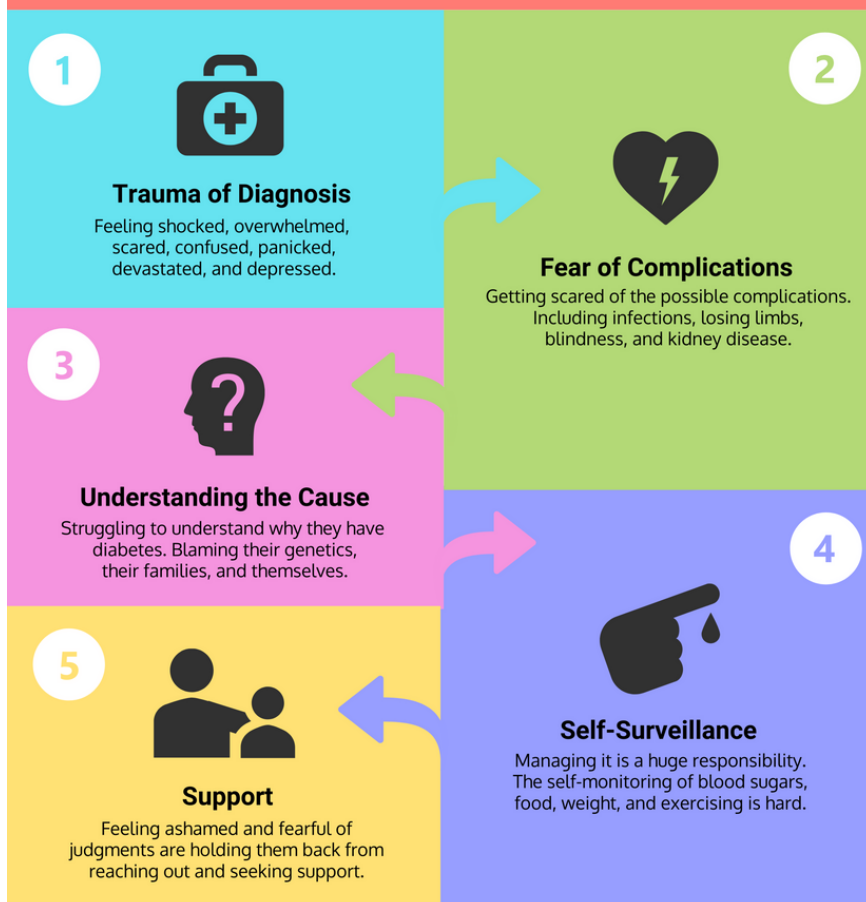 1
Trauma of Diagnosis
Feeling shocked, overwhelmed,
scared, confused, panicked,
devastated, and depressed.
2
Fear of Complications
Getting scared of the possible complications.
Including infections, losing limbs,
blindness, and kidney disease.
3
?
Understanding the Cause
Struggling to understand why they have
diabetes. Blaming their genetics,
their families, and themselves.
4
Self-Surveillance
Managing it is a huge responsibility.
The self-monitoring of blood sugars,
food, weight, and exercising is hard.
5
Support
Feeling ashamed and fearful of
judgments are holding them back from
reaching out and seeking support.